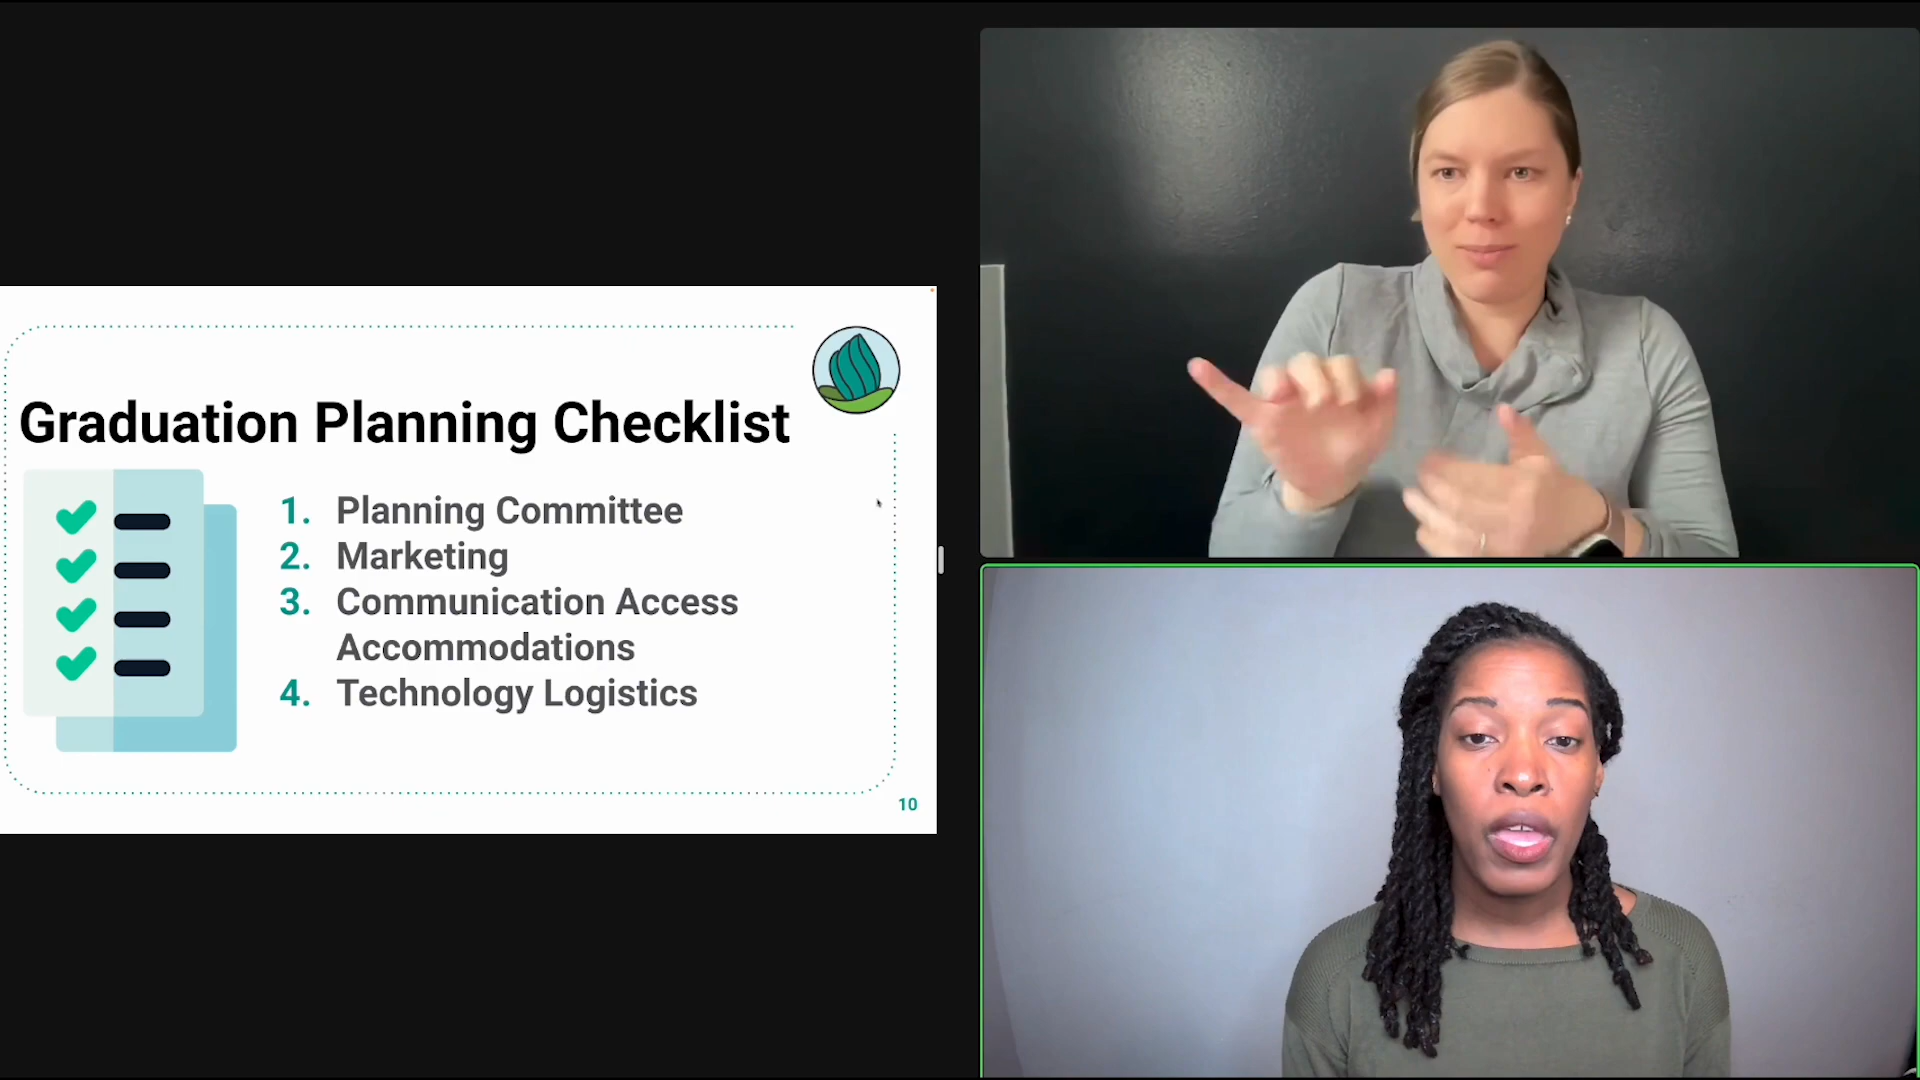 Graduation Planning Checklist
1. Planning Committee
2. Marketing
3. Communication Access
Accommodations
4. Technology Logistics
10